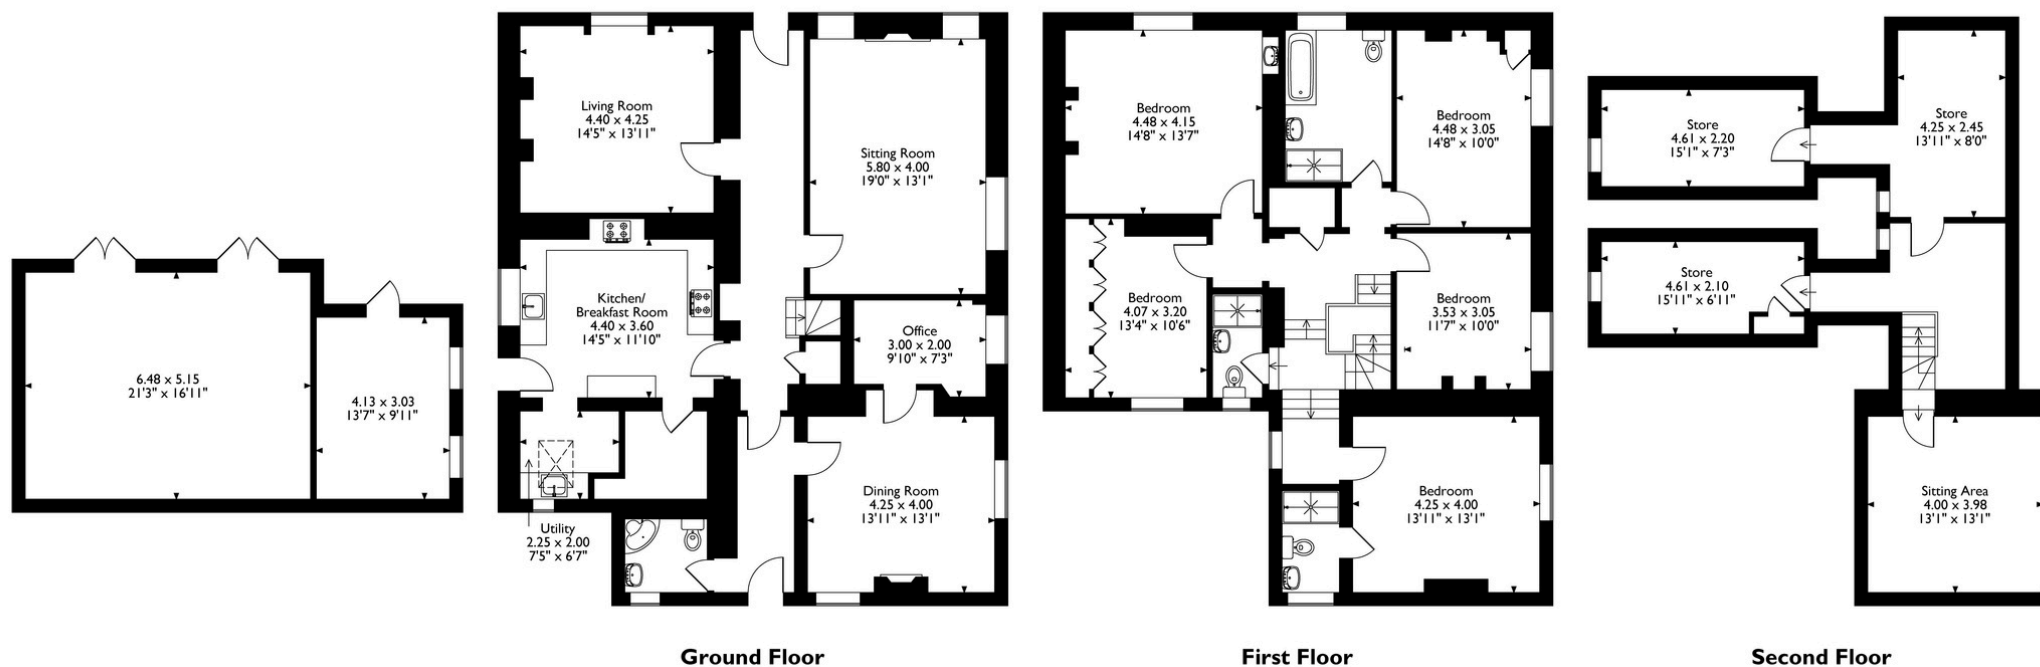 6.48 x 5.15
21'3" x 16'11"
4.13 x 3.03
13'7" x 9'11"
Living Room
4.40 x 4.25
14'5" x 13'11"
Sitting Room
5.80 x 4.00
19'0" x 13'1"
Kitchen/
Breakfast Room
4.40 x 3.60
14'5" x 11'10"
Office
3.00 x 2.00
9'10" x 7'3"
Utility
2.25 x 2.00
7'5" x 6'7"
Dining Room
4.25 x 4.00
13'11" x 13'1"
Ground Floor
Bedroom
4.48 x 4.15
14'8" x 13'7"
Bedroom
4.48 x 3.05
14'8" x 10'0"
Bedroom
4.07 x 3.20
13'4" x 10'6"
Bedroom
3.53 x 3.05
11'7" x 10'0"
Bedroom
4.25 x 4.00
13'11" x 13'1"
First Floor
Store
4.61 x 2.20
15'1" x 7'3"
Store
4.25 x 2.45
13'11" x 8'0"
Store
4.61 x 2.10
15'11" x 6'11"
Sitting Area
4.00 x 3.98
13'1" x 13'1"
Second Floor